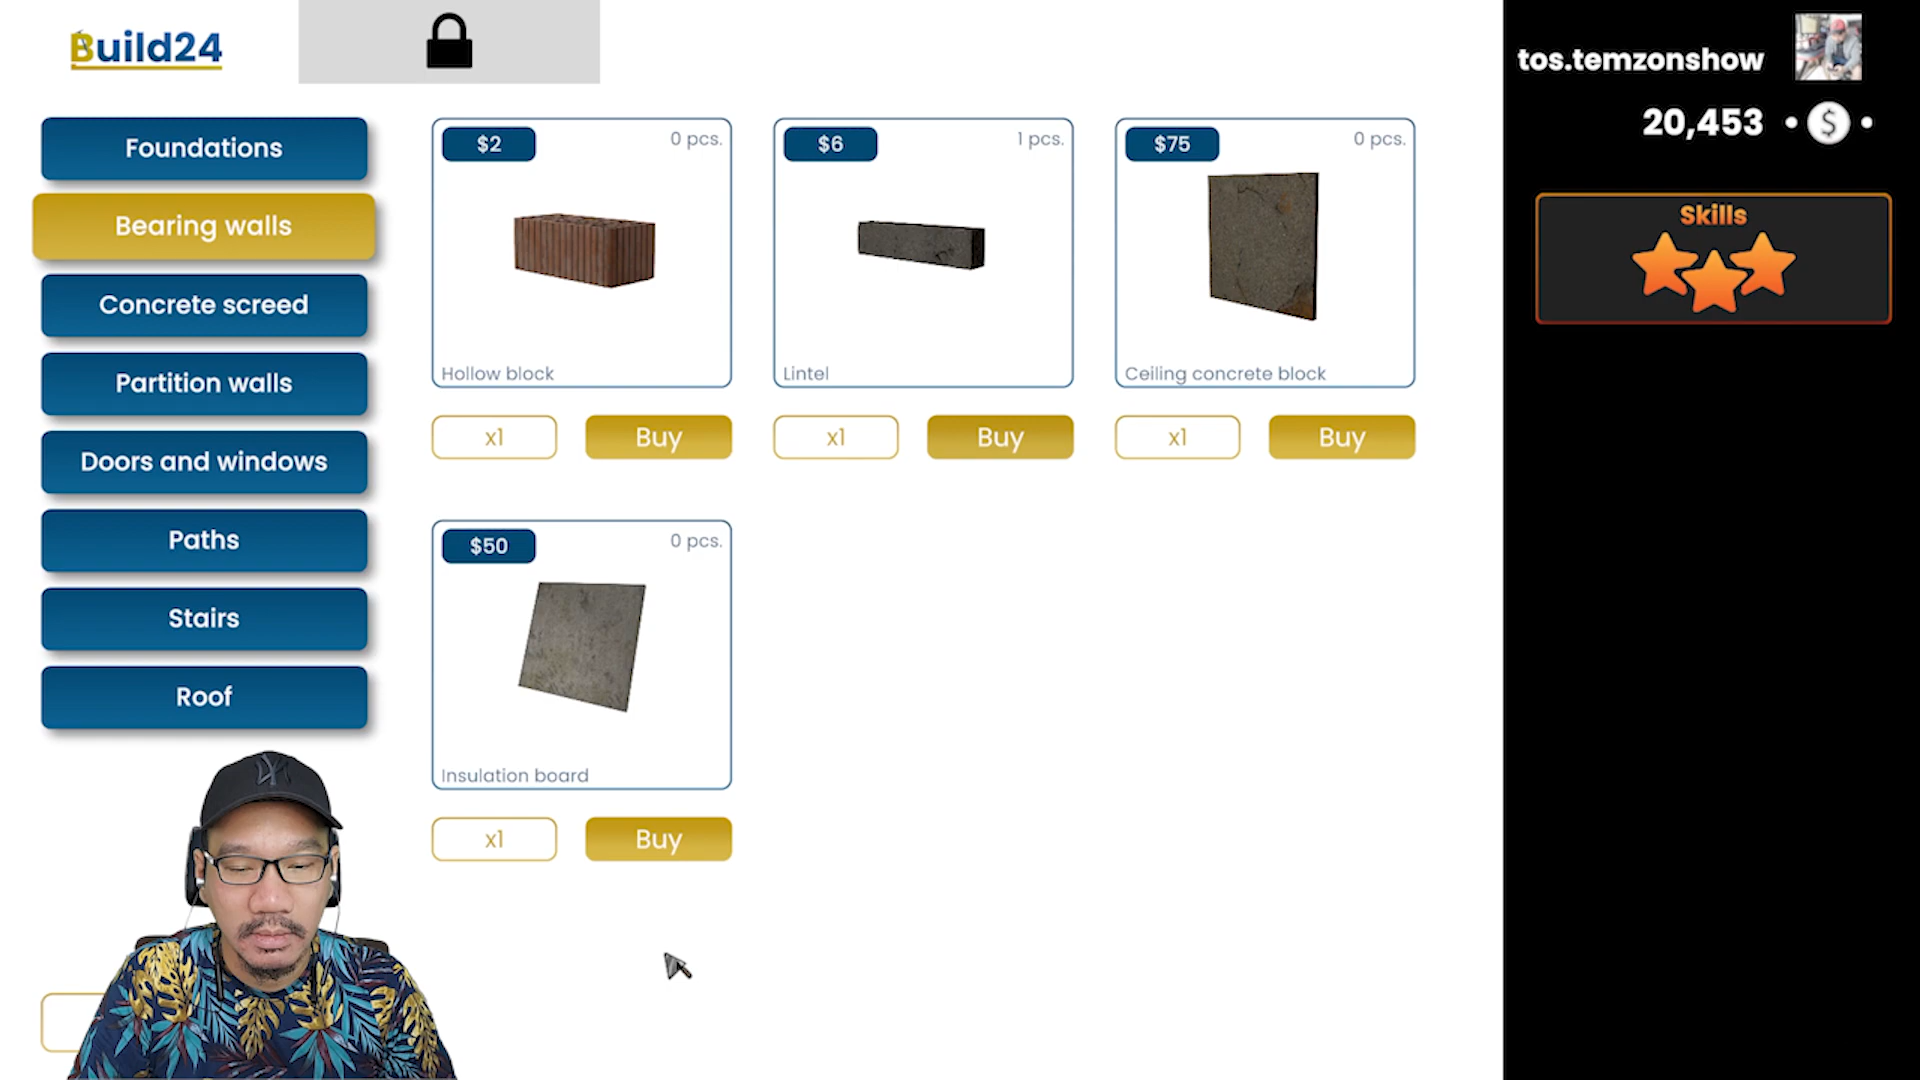 Build24
tos.temzonshow
20,453
$
Skills
Foundations
Bearing walls
Concrete screed
Partition walls
Doors and windows
Paths
Stairs
Roof
$2
0 pcs.
Hollow block
x1
Buy
$6
1 pcs.
Lintel
x1
Buy
$75
0 pcs.
Ceiling concrete block
x1
Buy
$50
0 pcs.
Insulation board
x1
Buy